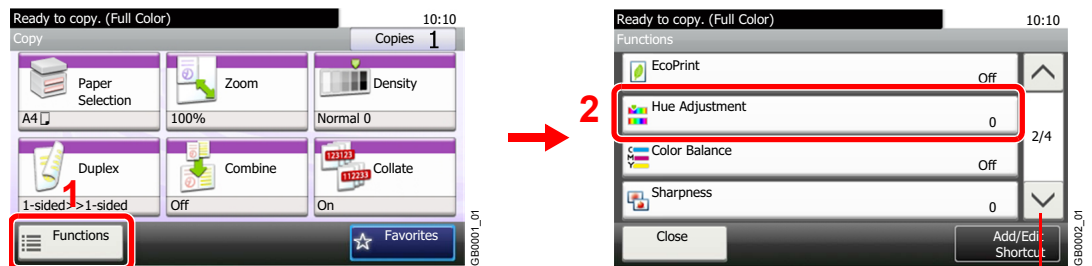 Ready to copy. (Full Color)
10:10
Copy
Copies 1
Paper
Selection
A4
Zoom
100%
Density
Normal 0
Duplex
1-sided>>1-sided
123123
112233
Combine
Off
Collate
On
1
Functions
Favorites
GB0001_01
Ready to copy. (Full Color)
10:10
Functions
EcoPrint
Off
2
Hue Adjustment
0
2/4
C
M
Y
Color Balance
Off
Sharpness
0
Close
Add/Edit
Shortcut
GB0002_01